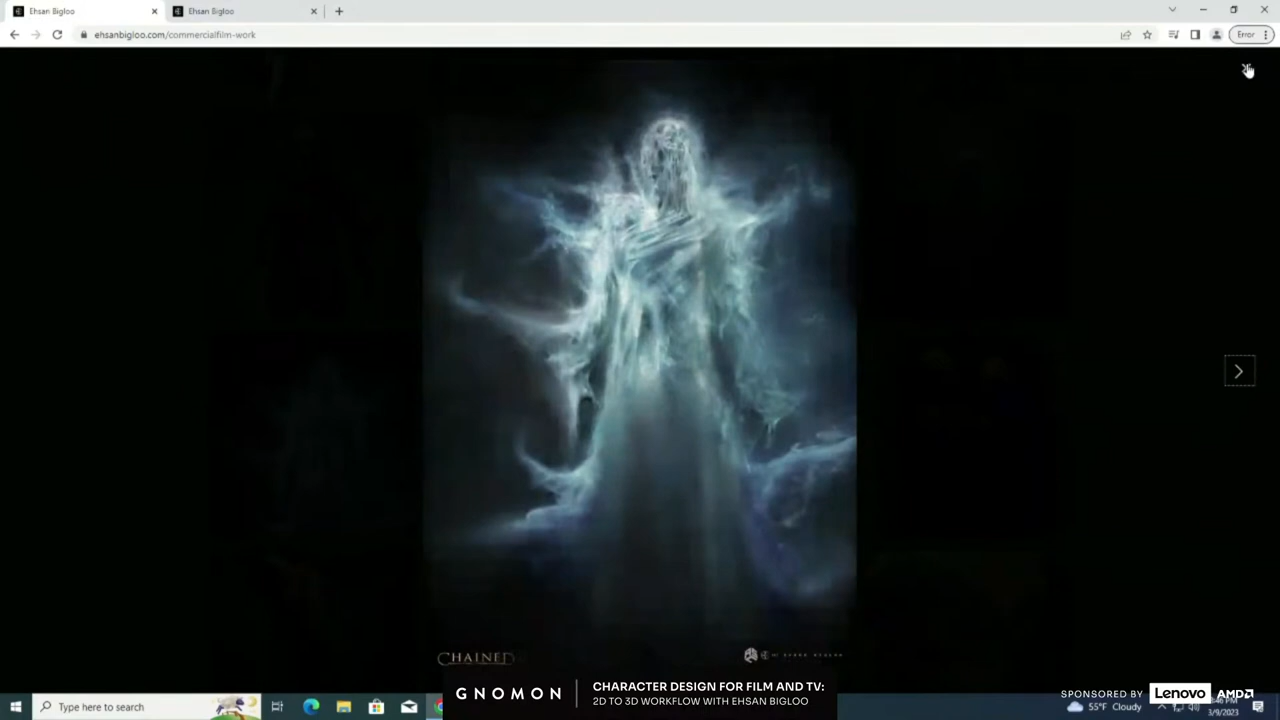 Ehsan Bigloo
Ehsan Bigloo
ehsanbigloo.com/commercialfilm-work
Error
CHAINED
Type here to search
GNOMON
CHARACTER DESIGN FOR FILM AND TV:
2D TO 3D WORKFLOW WITH EHSAN BIGLOO
SPONSORED BY Lenovo AMD
55°F Cloudy
3/9/2023